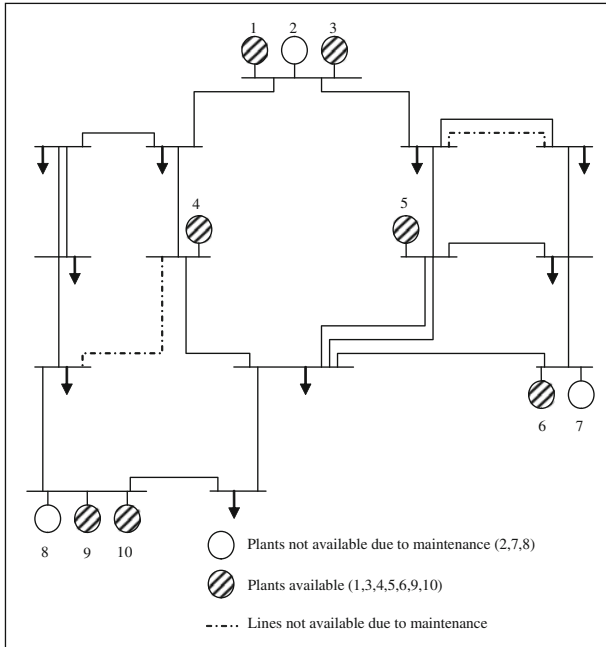 1 2 3
4 5
6 7
8 9 10
Plants not available due to maintenance (2,7,8)
Plants available (1,3,4,5,6,9,10)
Lines not available due to maintenance